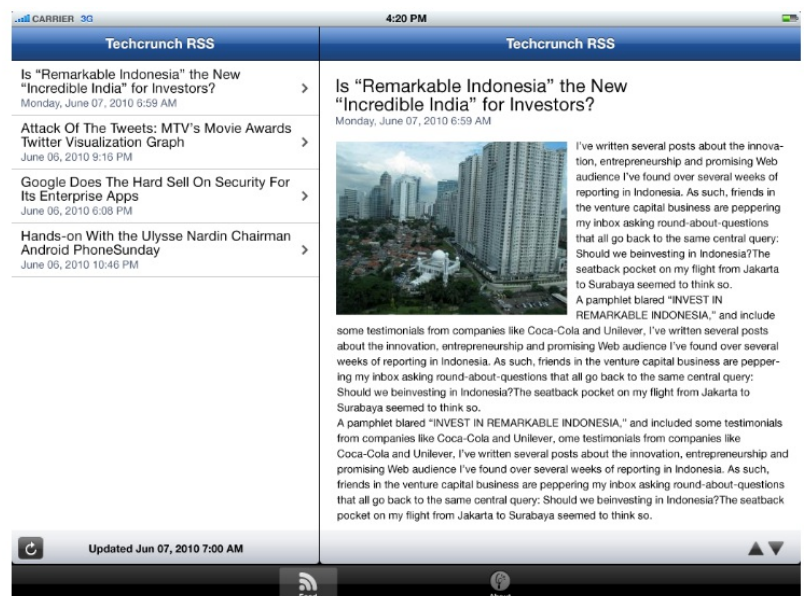 CARRIER 3G
4:20 PM
Techcrunch RSS
Is “Remarkable Indonesia” the New
“Incredible India” for Investors?
Monday, June 07, 2010 6:59 AM
Attack Of The Tweets: MTV's Movie Awards
Twitter Visualization Graph
June 06, 2010 9:16 PM
Google Does The Hard Sell On Security For
Its Enterprise Apps
June 06, 2010 6:08 PM
Hands-on With the Ulysse Nardin Chairman
Android PhoneSunday
June 06, 2010 10:46 PM
Updated Jun 07, 2010 7:00 AM
Techcrunch RSS
Is “Remarkable Indonesia” the New
“Incredible India” for Investors?
Monday, June 07, 2010 6:59 AM
I've written several posts about the innova-
tion, entrepreneurship and promising Web
audience I've found over several weeks of
reporting in Indonesia. As such, friends in
the venture capital business are peppering
my inbox asking round-about-questions
that all go back to the same central query:
Should we beinvesting in Indonesia?The
seatback pocket on my flight from Jakarta
to Surabaya seemed to think so.
A pamphlet blared “INVEST IN
REMARKABLE INDONESIA,” and include
some testimonials from companies like Coca-Cola and Unilever, I've written several posts
about the innovation, entrepreneurship and promising Web audience I've found over several
weeks of reporting in Indonesia. As such, friends in the venture capital business are pepper-
ing my inbox asking round-about-questions that all go back to the same central query:
Should we beinvesting in Indonesia?The seatback pocket on my flight from Jakarta to
Surabaya seemed to think so.
A pamphlet blared “INVEST IN REMARKABLE INDONESIA,” and included some testimonials
from companies like Coca-Cola and Unilever, ome testimonials from companies like
Coca-Cola and Unilever, I've written several posts about the innovation, entrepreneurship and
promising Web audience I've found over several weeks of reporting in Indonesia. As such,
friends in the venture capital business are peppering my inbox asking round-about-questions
that all go back to the same central query: Should we beinvesting in Indonesia?The seatback
pocket on my flight from Jakarta to Surabaya seemed to think so.